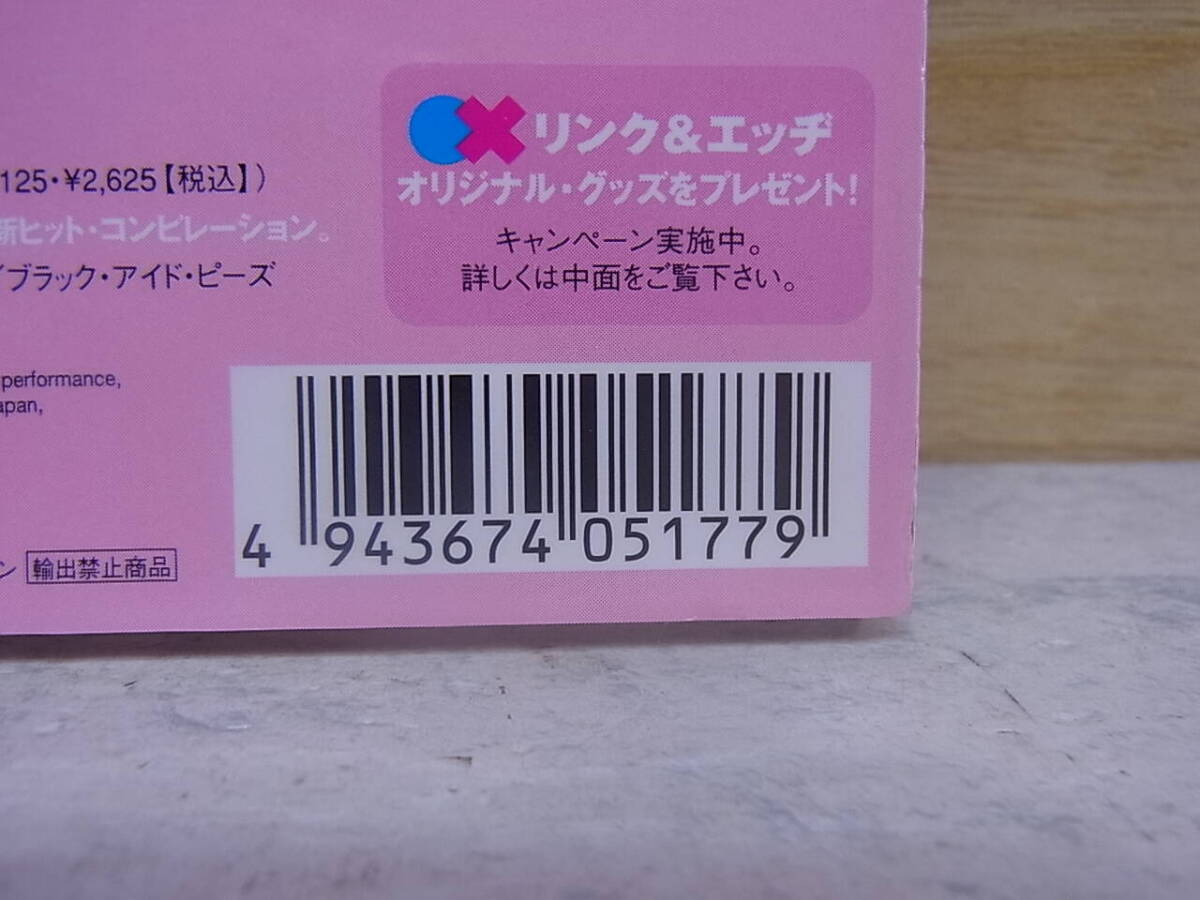 リンク&エッヂ
オリジナル・グッズをプレゼント!
キャンペーン実施中。
詳しくは中面をご覧下さい。
125・¥2,625【税込】)
新ヒット・コンピレーション。
ブラック・アイド・ピーズ
performance,
apan,
ン 輸出禁止商品
4 943674 051779